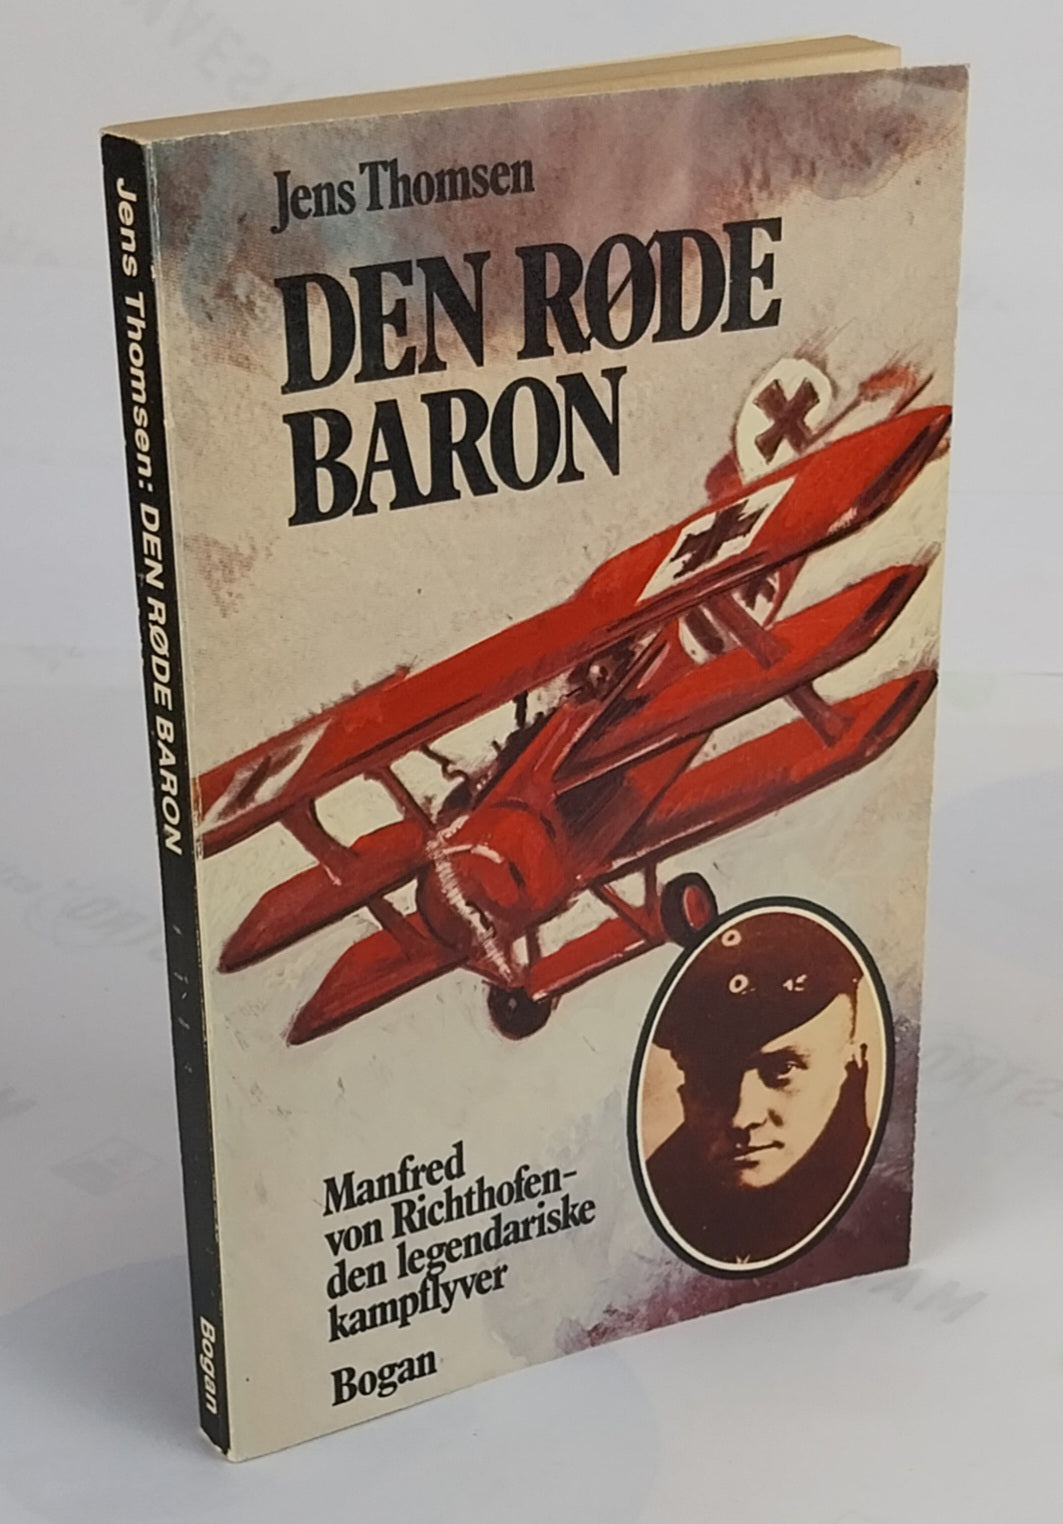 Jens Thomsen
DEN RØDE
BARON
Manfred
von Richthofen-
den legendariske
kampflyver
Bogan
Jens Thomsen: DEN RØDE BARON
Bogan